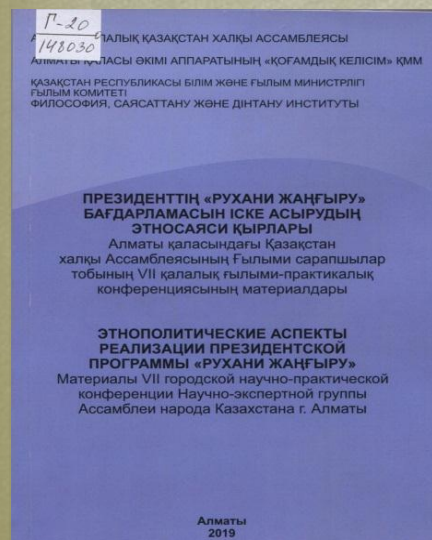 Г-20
148030
ЛАЛЫҚ ҚАЗАҚСТАН ХАЛҚЫ АССАМБЛЕЯСЫ
АЛМАТЫ ҚАЛАСЫ ӘКІМІ АППАРАТЫНЫҢ «ҚОҒАМДЫҚ КЕЛІСІМ» ҚММ
ҚАЗАҚСТАН РЕСПУБЛИКАСЫ БІЛІМ ЖӘНЕ ҒЫЛЫМ МИНИСТРЛІГІ
ҒЫЛЫМ КОМИТЕТІ
ФИЛОСОФИЯ, САЯСАТТАНУ ЖӘНЕ ДІНТАНУ ИНСТИТУТЫ
ПРЕЗИДЕНТТІҢ «РУХАНИ ЖАҢҒЫРУ»
БАҒДАРЛАМАСЫН ІСКЕ АСЫРУДЫҢ
ЭТНОСАЯСИ ҚЫРЛАРЫ
Алматы қаласындағы Қазақстан
халқы Ассамблеясының Ғылыми сарапшылар
тобының VII қалалық ғылыми-практикалық
конференциясының материалдары
ЭТНОПОЛИТИЧЕСКИЕ АСПЕКТЫ
РЕАЛИЗАЦИИ ПРЕЗИДЕНТСКОЙ
ПРОГРАММЫ «РУХАНИ ЖАҢҒЫРУ»
Материалы VII городской научно-практической
конференции Научно-экспертной группы
Ассамблеи народа Казахстана г. Алматы
Алматы
2019